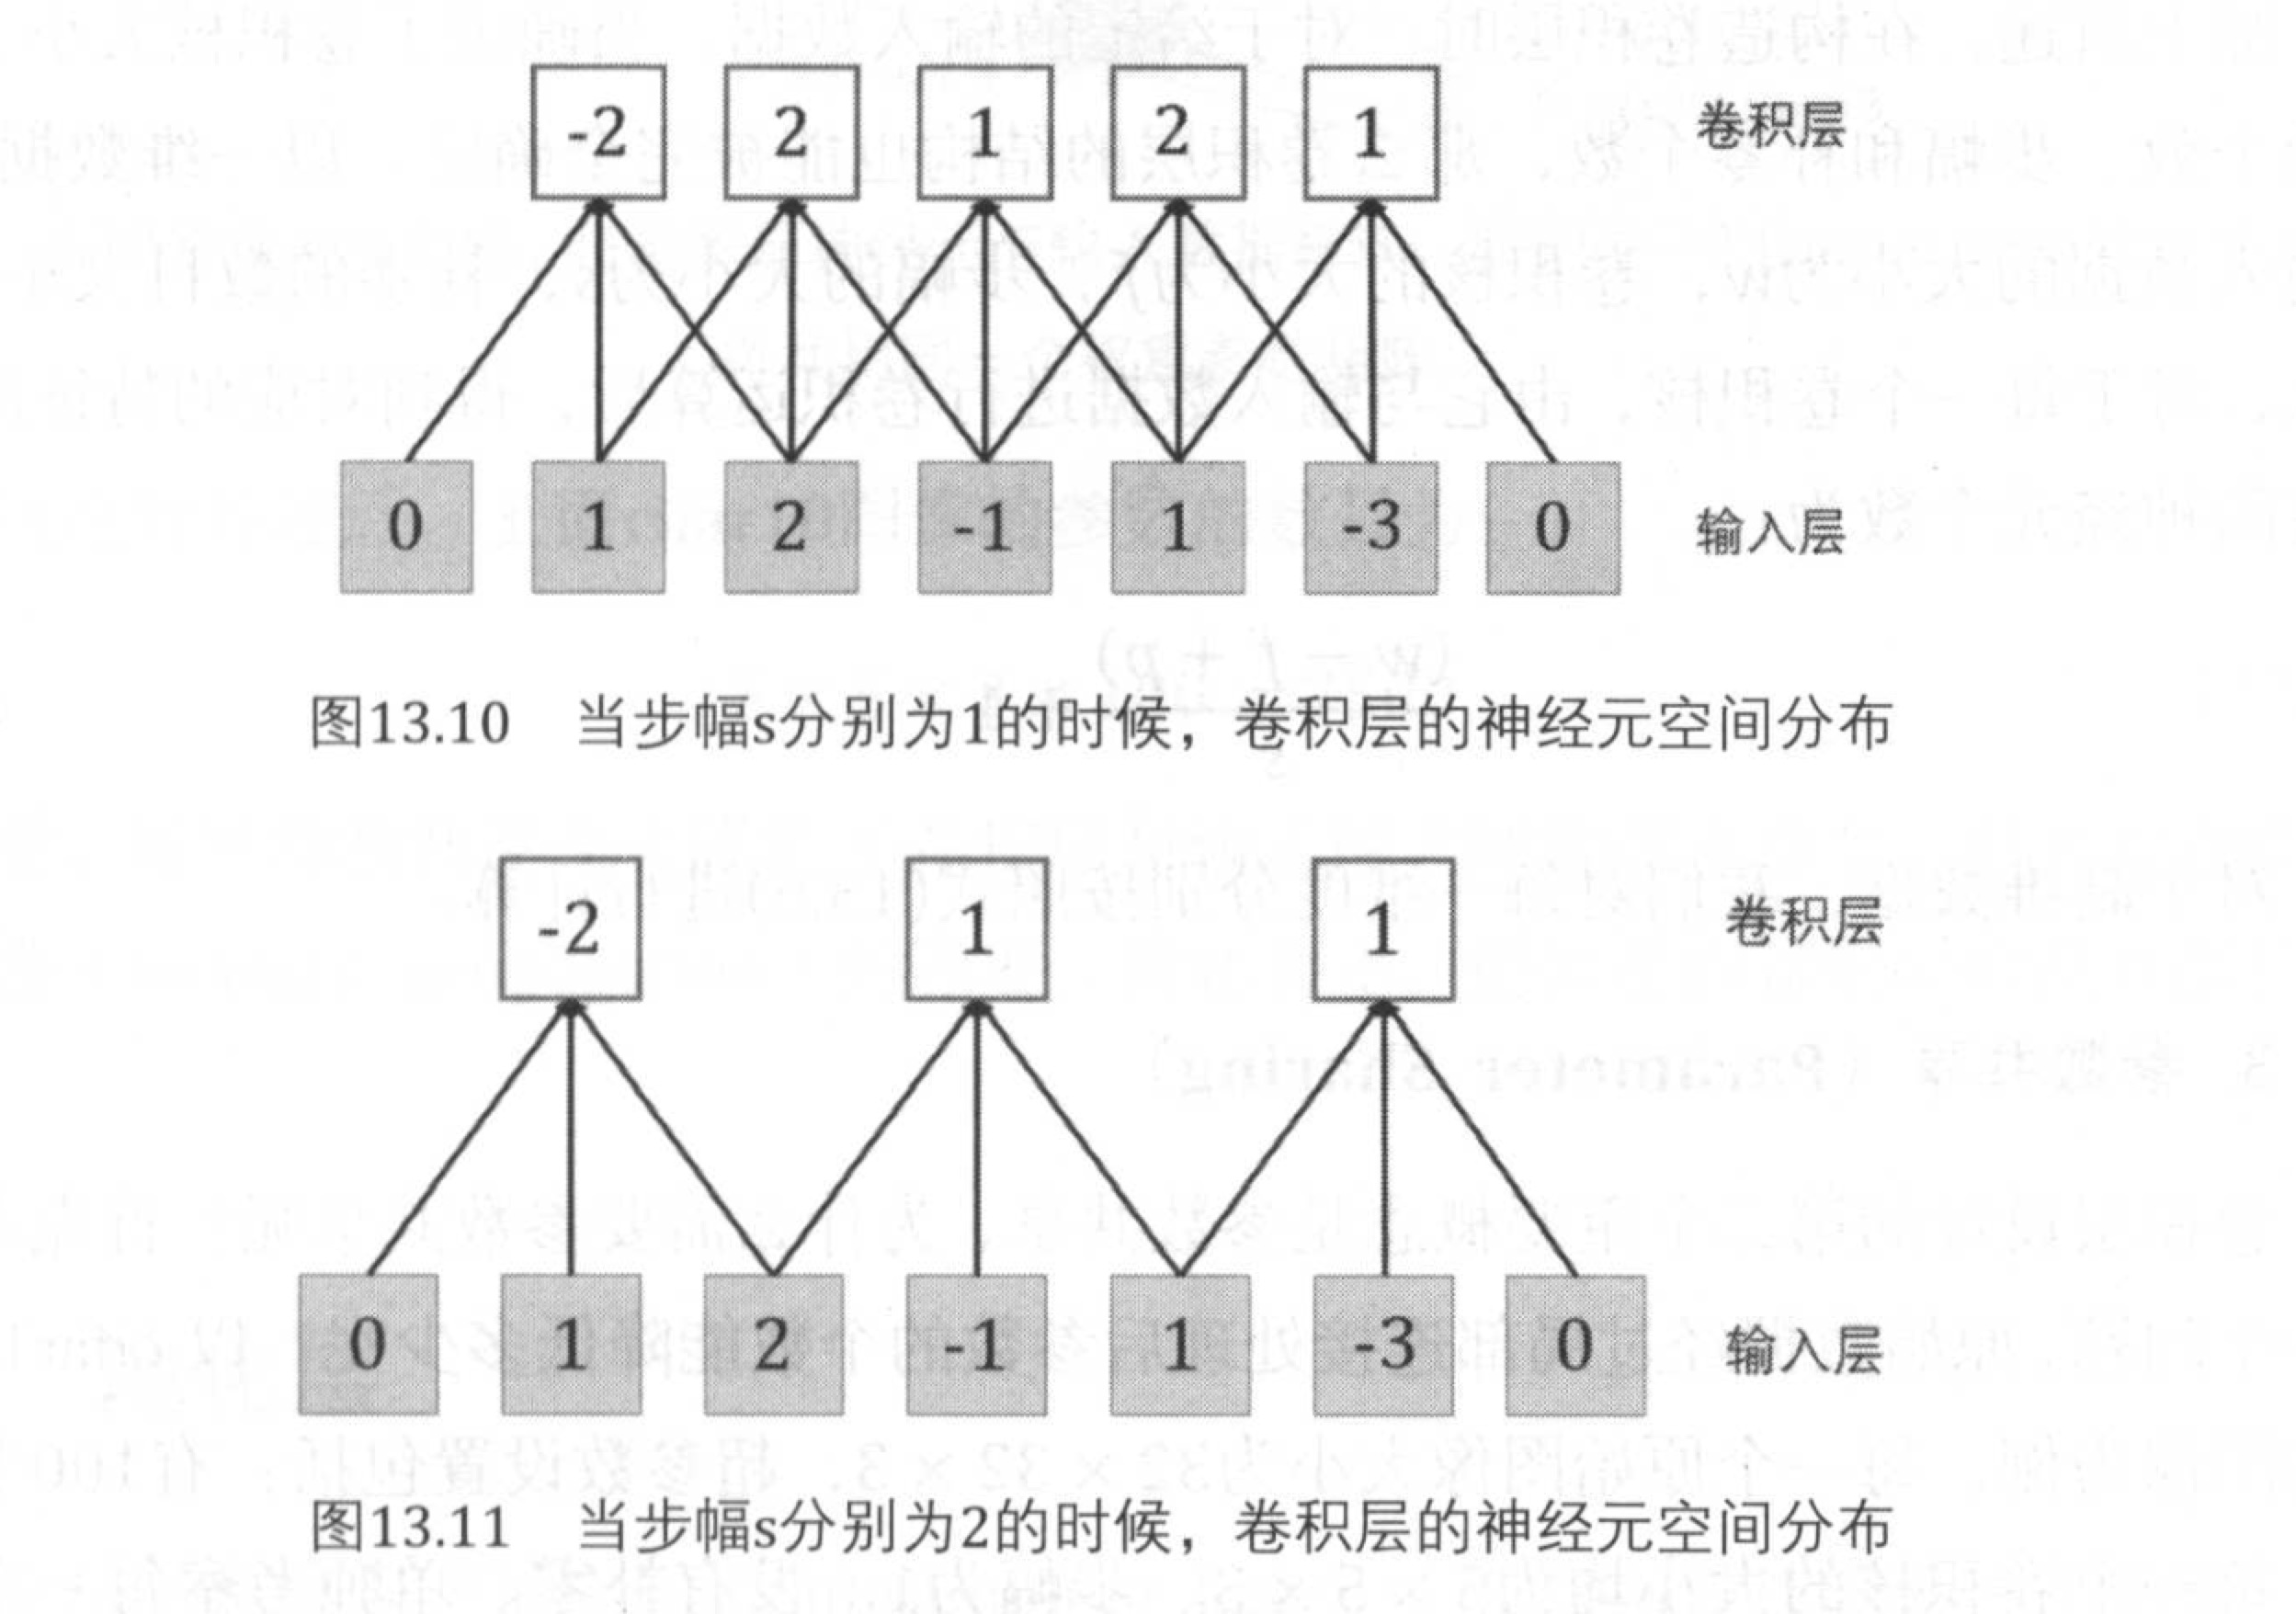 -2 2 1 2 1 卷积层
0 1 2 -1 1 -3 0 输入层
图13.10 当步幅s分别为1的时候，卷积层的神经元空间分布
-2 1 1 卷积层
0 1 2 -1 1 -3 0 输入层
图13.11 当步幅s分别为2的时候，卷积层的神经元空间分布